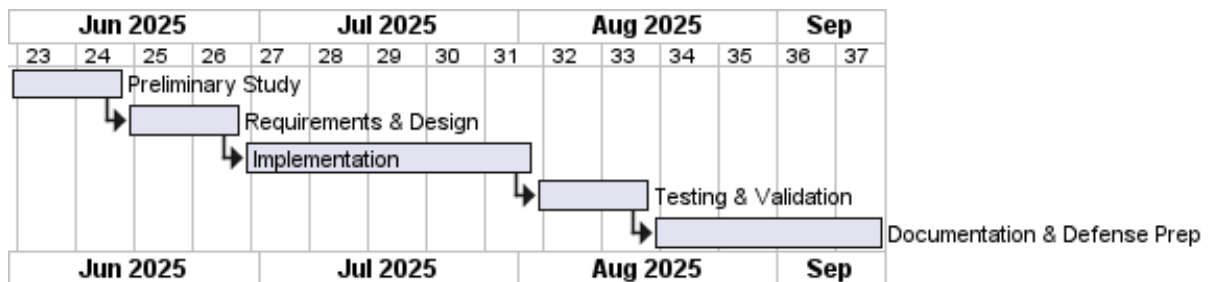 Jun 2025 Jul 2025 Aug 2025 Sep
23 24 25 26 27 28 29 30 31 32 33 34 35 36 37
Preliminary Study
Requirements & Design
Implementation
Testing & Validation
Documentation & Defense Prep
Jun 2025 Jul 2025 Aug 2025 Sep